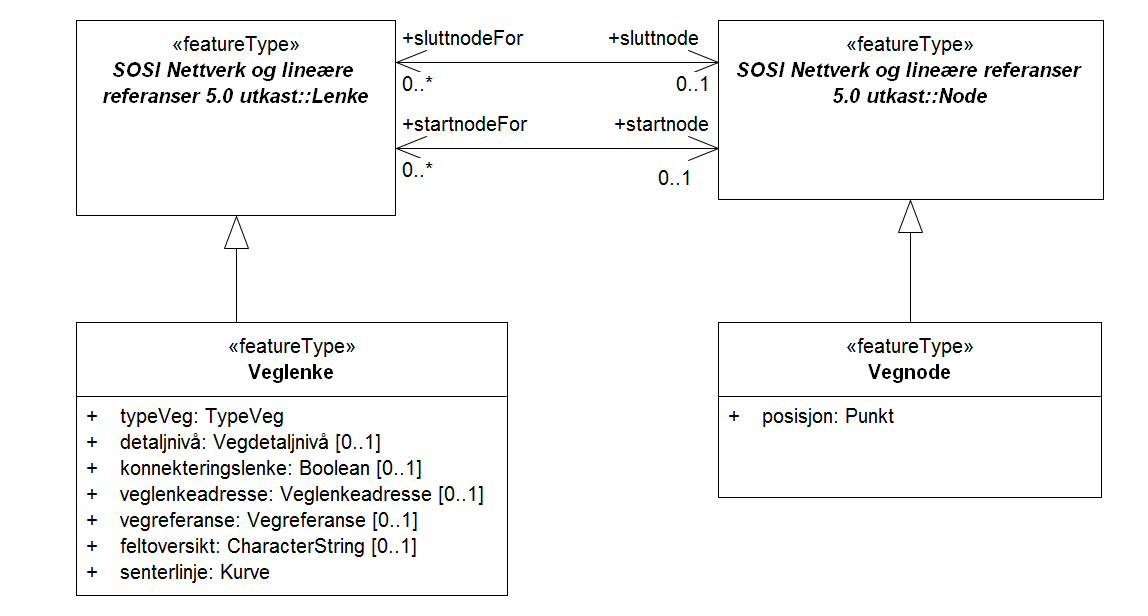 «featureType»
SOSI Nettverk og lineære
referanser 5.0 utkast::Lenke
+sluttnodeFor
+sluttnode
0..*
0..1
+startnodeFor
+startnode
0..*
0..1
«featureType»
SOSI Nettverk og lineære referanser
5.0 utkast::Node
«featureType»
Veglenke
+ typeVeg: TypeVeg
+ detaljnivå: Vegdetaljnivå [0..1]
+ konnekteringslenke: Boolean [0..1]
+ veglenkeadresse: Veglenkeadresse [0..1]
+ vegreferanse: Vegreferanse [0..1]
+ feltoversikt: CharacterString [0..1]
+ senterlinje: Kurve
«featureType»
Vegnode
+ posisjon: Punkt